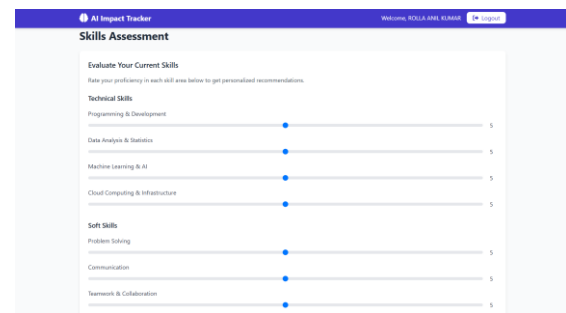 AI Impact Tracker
Welcome, ROLLA ANIL KUMAR Logout
Skills Assessment
Evaluate Your Current Skills
Rate your proficiency in each skill area below to get personalized recommendations.
Technical Skills
Programming & Development
5
Data Analysis & Statistics
5
Machine Learning & AI
5
Cloud Computing & Infrastructure
5
Soft Skills
Problem Solving
5
Communication
5
Teamwork & Collaboration
5